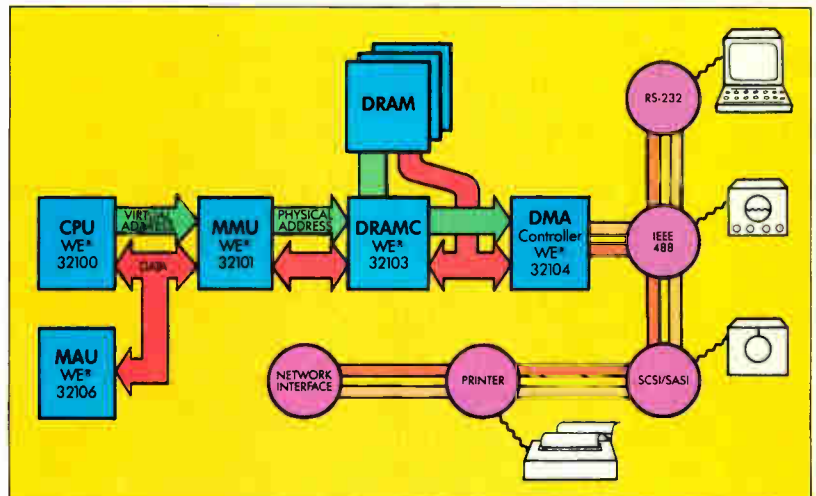 DRAM
RS-232
CPU
WE®
32100
VIRTUAL
ADDRESS
MMU
WE®
32101
PHYSICAL
ADDRESS
DRAMC
WE®
32103
DMA
Controller
WE®
32104
IEEE
488
DATA
MAU
WE®
32106
NETWORK
INTERFACE
PRINTER
SCSI/SASI